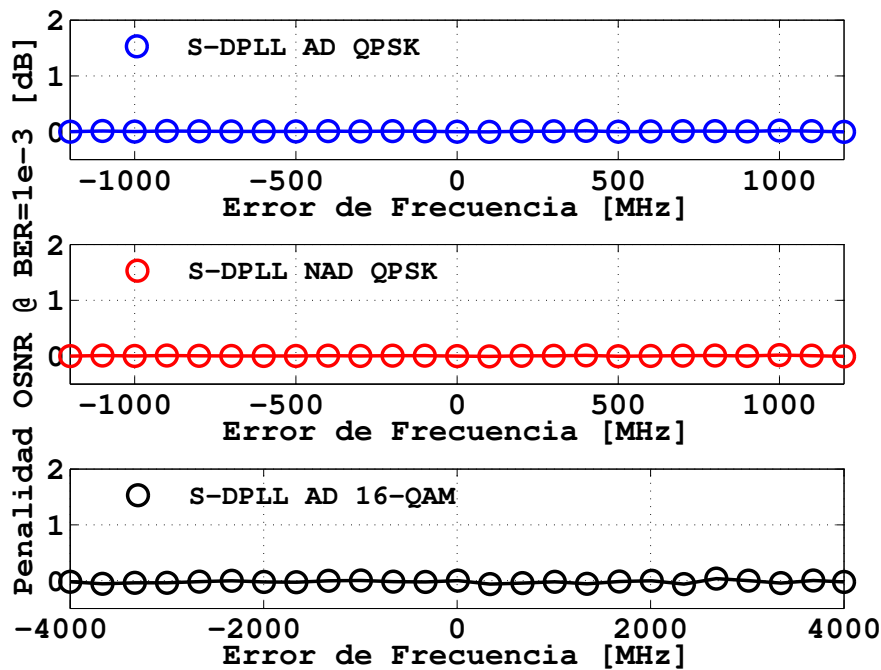 Penalidad OSNR @ BER=1e-3 [dB]
2
1
0
S-DPLL AD QPSK
-1000 -500 0 500 1000
Error de Frecuencia [MHz]
2
1
0
S-DPLL NAD QPSK
-1000 -500 0 500 1000
Error de Frecuencia [MHz]
2
1
0
S-DPLL AD 16-QAM
-4000 -2000 0 2000 4000
Error de Frecuencia [MHz]